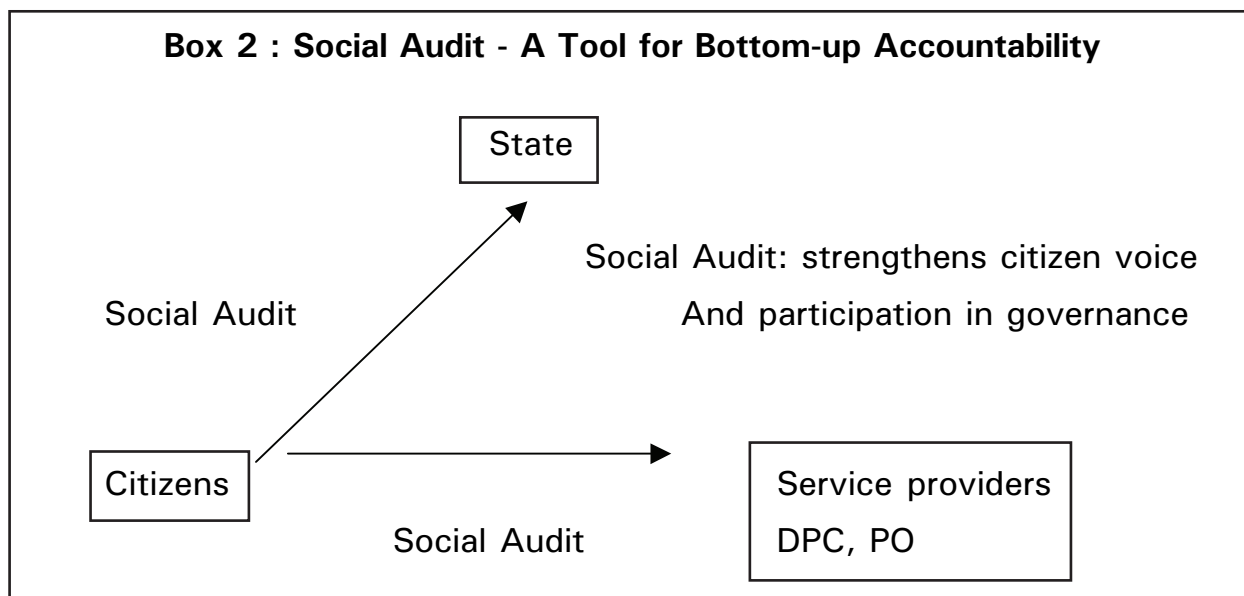 Box 2 : Social Audit - A Tool for Bottom-up Accountability
State
Social Audit: strengthens citizen voice
And participation in governance
Social Audit
Citizens
Social Audit
Service providers
DPC, PO